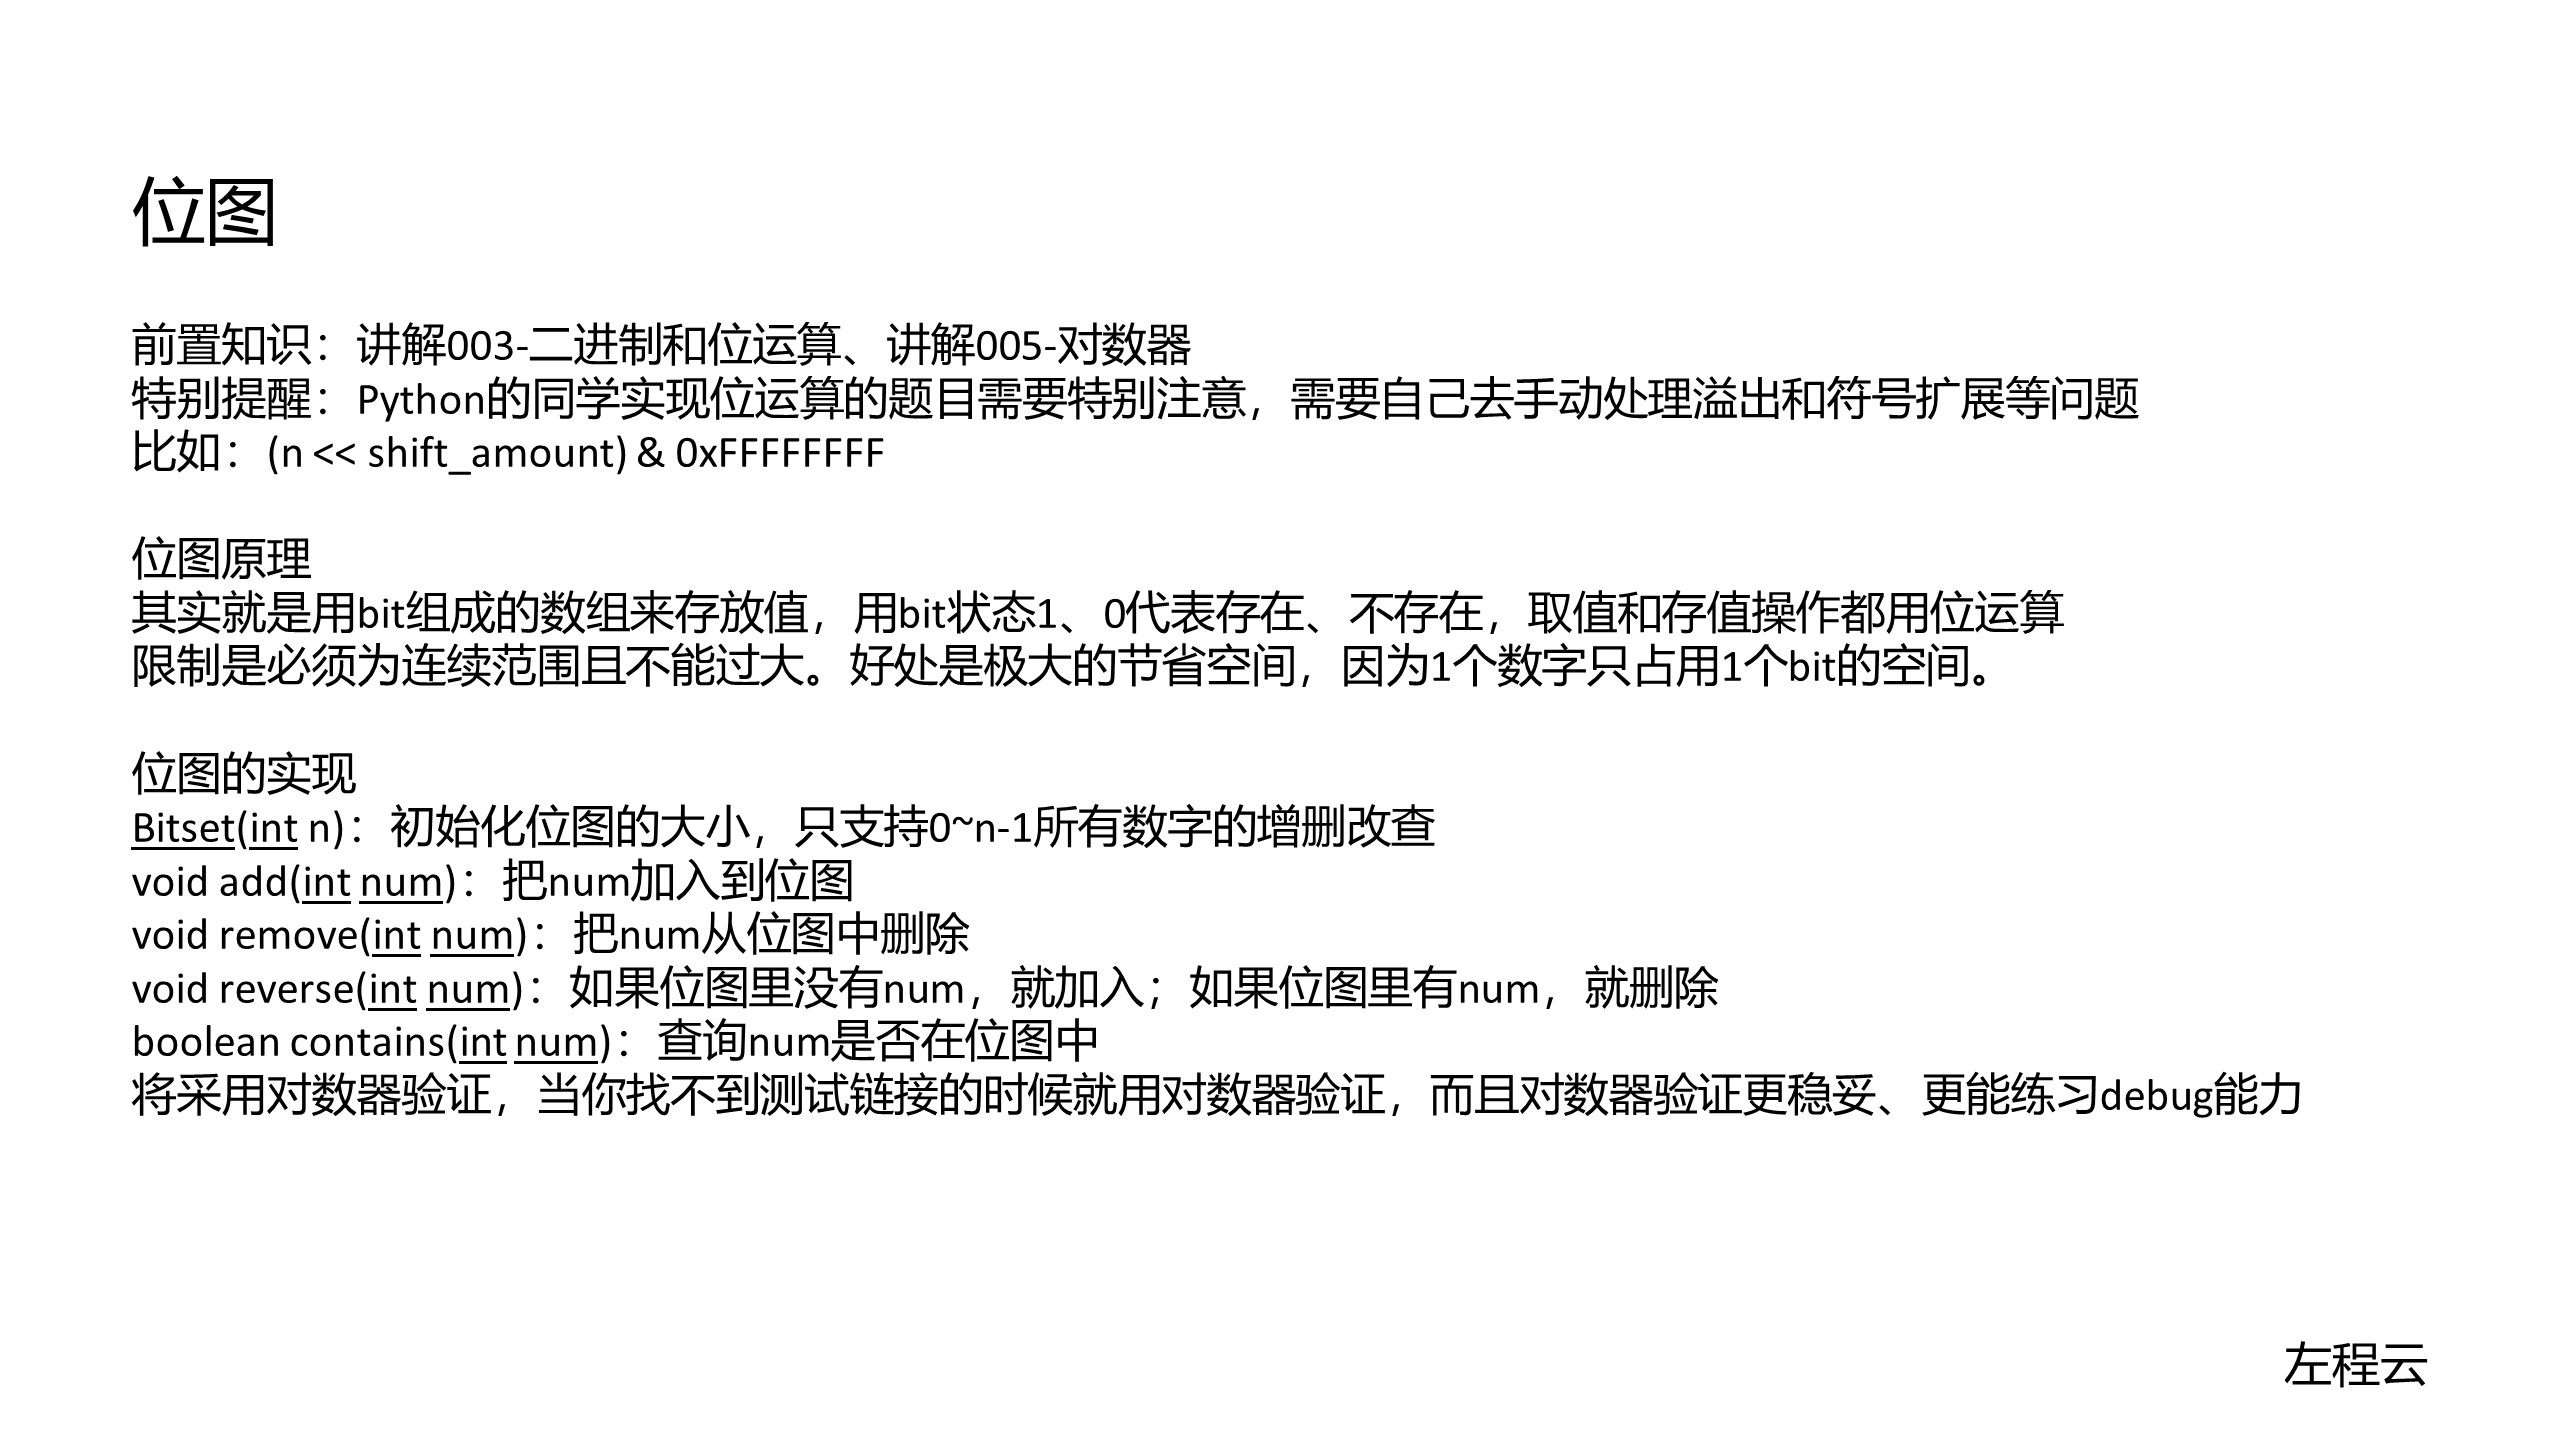 位图
前置知识：讲解003-二进制和位运算、讲解005-对数器
特别提醒：Python的同学实现位运算的题目需要特别注意，需要自己去手动处理溢出和符号扩展等问题
比如：(n << shift_amount) & 0xFFFFFFFF
位图原理
其实就是用bit组成的数组来存放值，用bit状态1、0代表存在、不存在，取值和存值操作都用位运算
限制是必须为连续范围且不能过大。好处是极大的节省空间，因为1个数字只占用1个bit的空间。
位图的实现
Bitset(int n)：初始化位图的大小，只支持0~n-1所有数字的增删改查
void add(int num)：把num加入到位图
void remove(int num)：把num从位图中删除
void reverse(int num)：如果位图里没有num，就加入；如果位图里有num，就删除
boolean contains(int num)：查询num是否在位图中
将采用对数器验证，当你找不到测试链接的时候就用对数器验证，而且对数器验证更稳妥、更能练习debug能力
左程云